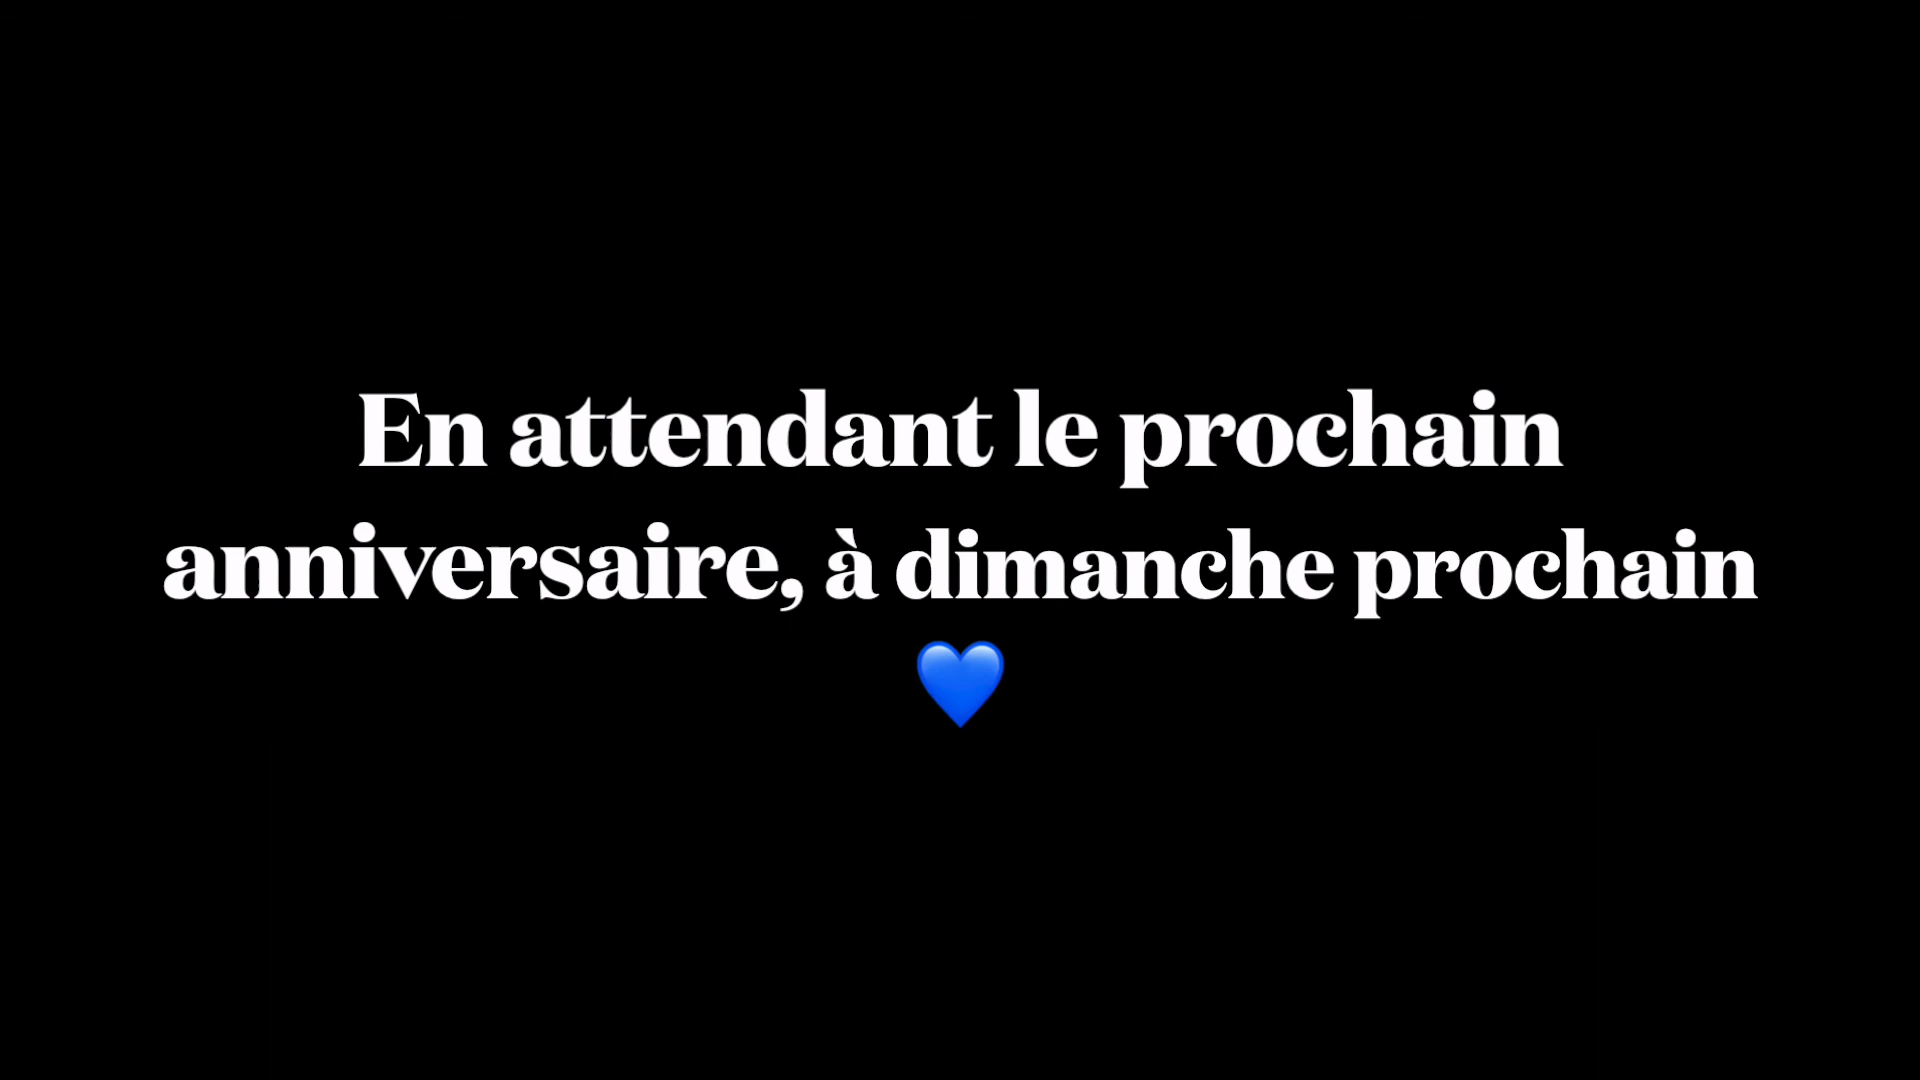 En attendant le prochain
anniversaire, à dimanche prochain
💙